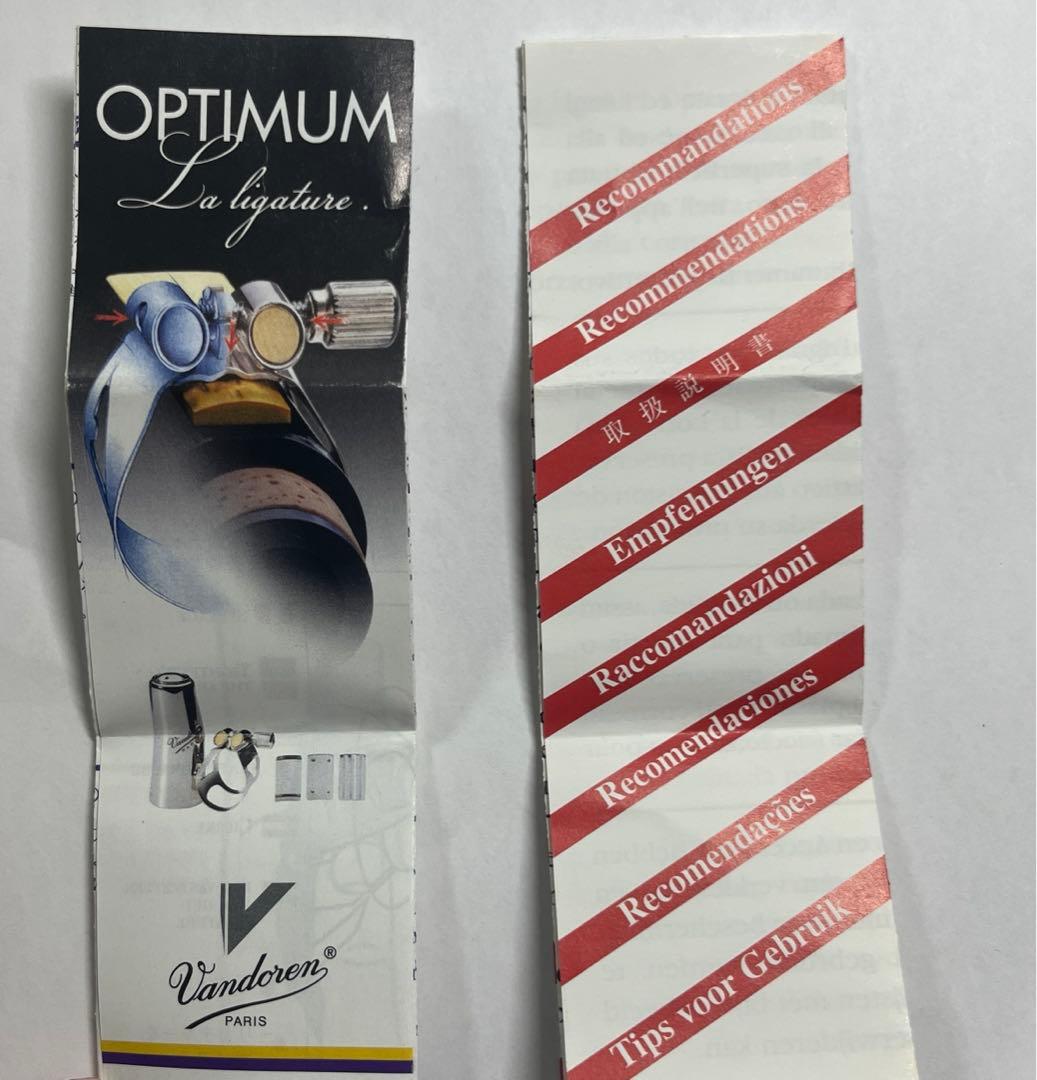 OPTIMUM
La ligature.
Vandoren®
PARIS
Recommandations
Recommendations
取扱説明書
Empfehlungen
Raccomandazioni
Recomendaciones
Recomendações
Tips voor Gebruik